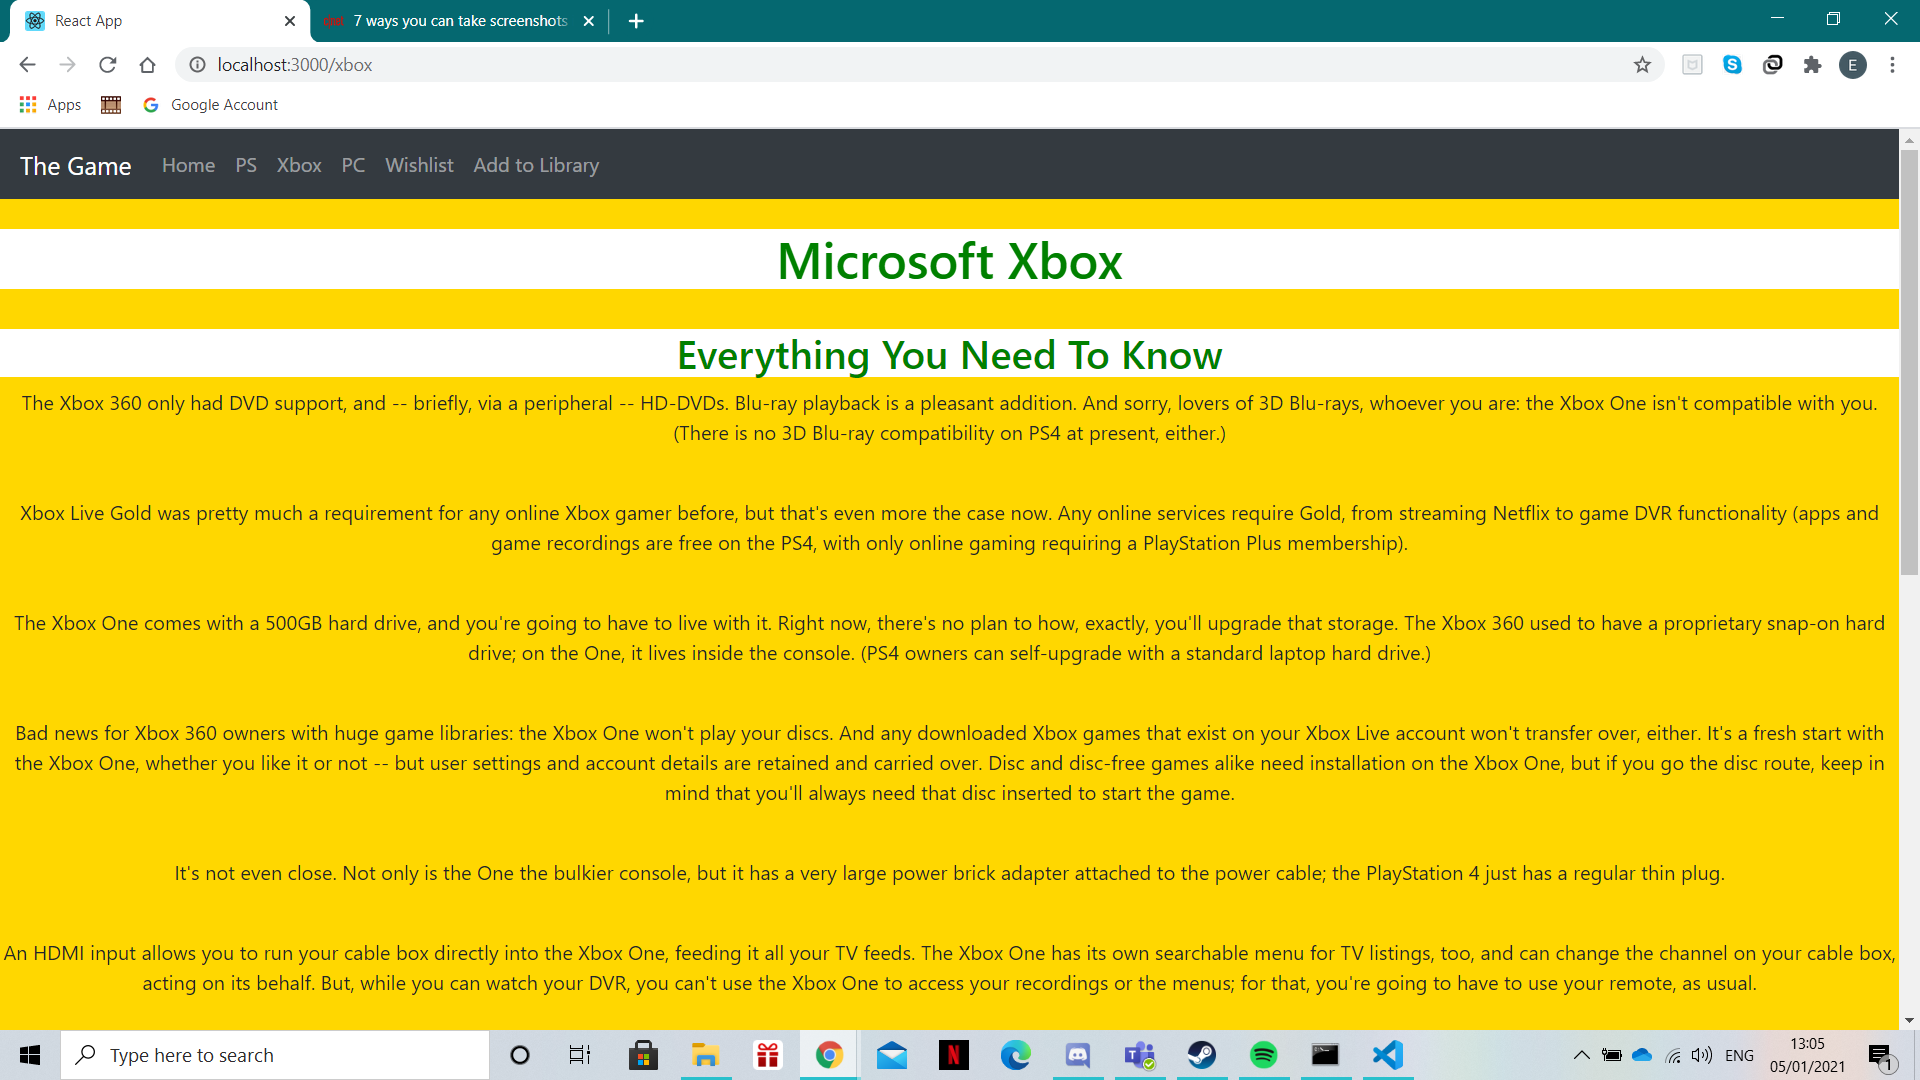 React App
7 ways you can take screenshots
localhost:3000/xbox
E
Apps
Google Account
The Game Home PS Xbox PC Wishlist Add to Library
Microsoft Xbox
Everything You Need To Know
The Xbox 360 only had DVD support, and -- briefly, via a peripheral -- HD-DVDs. Blu-ray playback is a pleasant addition. And sorry, lovers of 3D Blu-rays, whoever you are: the Xbox One isn't compatible with you.
(There is no 3D Blu-ray compatibility on PS4 at present, either.)
Xbox Live Gold was pretty much a requirement for any online Xbox gamer before, but that's even more the case now. Any online services require Gold, from streaming Netflix to game DVR functionality (apps and
game recordings are free on the PS4, with only online gaming requiring a PlayStation Plus membership).
The Xbox One comes with a 500GB hard drive, and you're going to have to live with it. Right now, there's no plan to how, exactly, you'll upgrade that storage. The Xbox 360 used to have a proprietary snap-on hard
drive; on the One, it lives inside the console. (PS4 owners can self-upgrade with a standard laptop hard drive.)
Bad news for Xbox 360 owners with huge game libraries: the Xbox One won't play your discs. And any downloaded Xbox games that exist on your Xbox Live account won't transfer over, either. It's a fresh start with
the Xbox One, whether you like it or not -- but user settings and account details are retained and carried over. Disc and disc-free games alike need installation on the Xbox One, but if you go the disc route, keep in
mind that you'll always need that disc inserted to start the game.
It's not even close. Not only is the One the bulkier console, but it has a very large power brick adapter attached to the power cable; the PlayStation 4 just has a regular thin plug.
An HDMI input allows you to run your cable box directly into the Xbox One, feeding it all your TV feeds. The Xbox One has its own searchable menu for TV listings, too, and can change the channel on your cable box,
acting on its behalf. But, while you can watch your DVR, you can't use the Xbox One to access your recordings or the menus; for that, you're going to have to use your remote, as usual.
Type here to search
ENG
13:05
05/01/2021
1